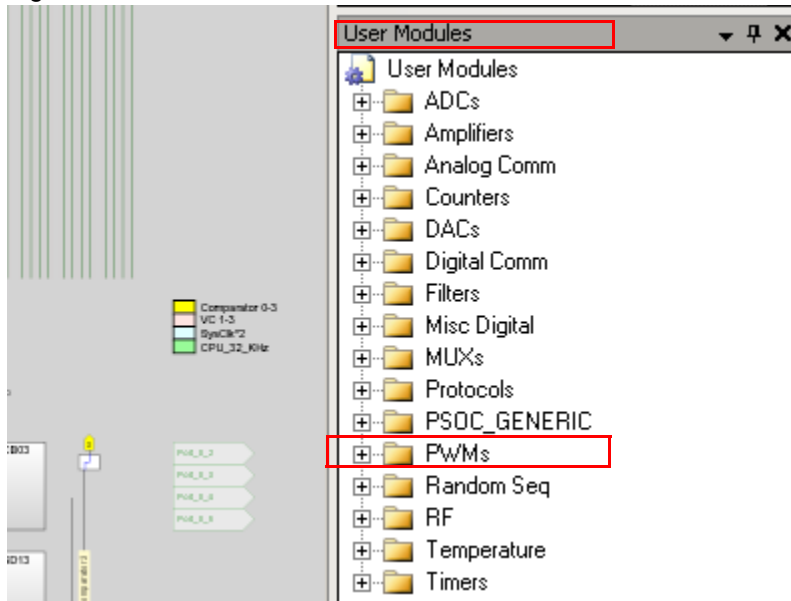 User Modules
User Modules
ADCs
Amplifiers
Analog Comm
Counters
DACs
Digital Comm
Filters
Misc Digital
MUXs
Protocols
PSOC_GENERIC
PWMs
Random Seq
RF
Temperature
Timers
Comparator 0-3
VC 1-3
SysClk*2
CPU_32_KHz